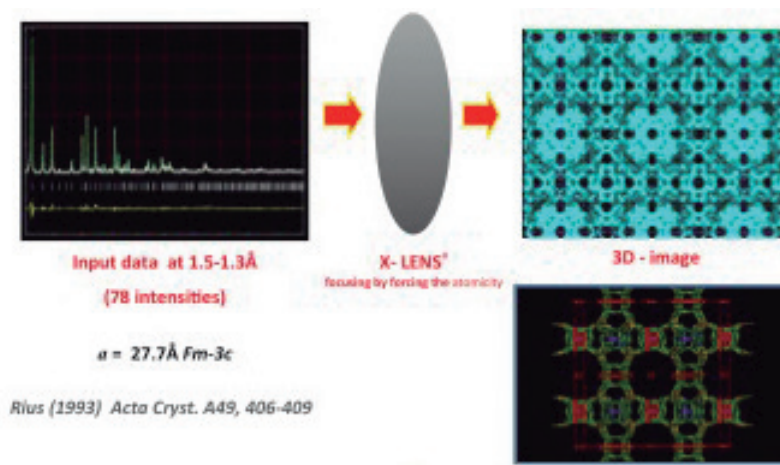 Input data at 1.5-1.3Å
(78 intensities)
a = 27.7Å Fm-3c
Rius (1993) Acta Cryst. A49, 406-409
X- LENS*
focusing by forcing the atomicity
3D - image